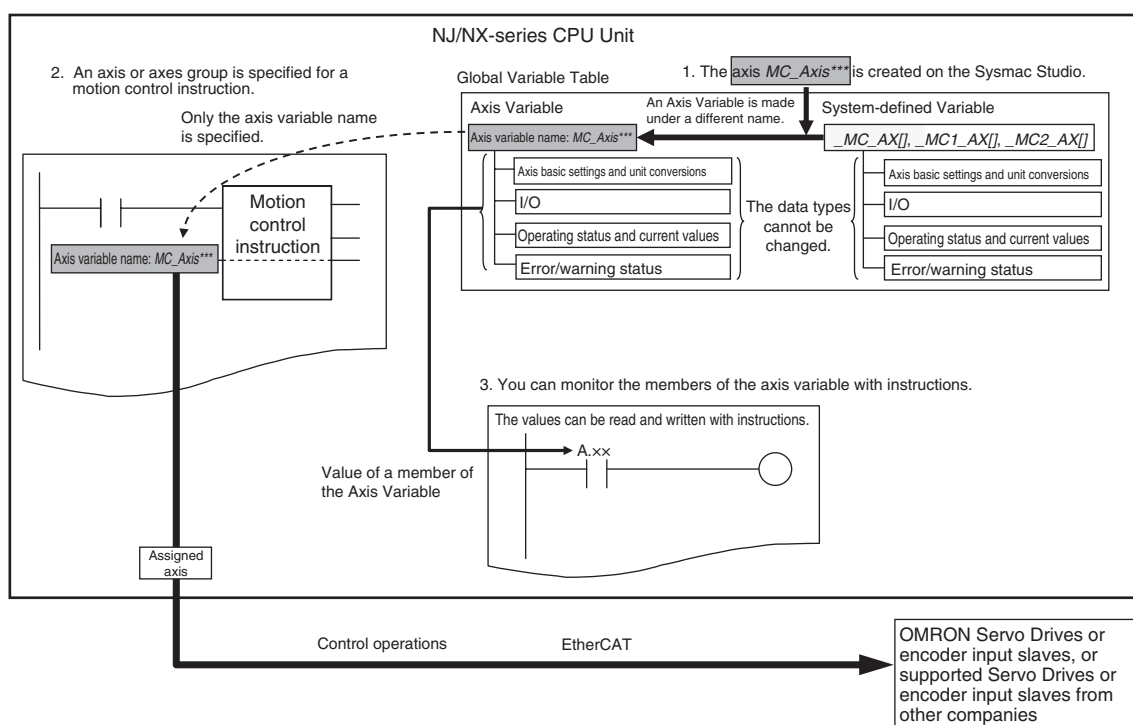 NJ/NX-series CPU Unit
2. An axis or axes group is specified for a
motion control instruction.
Only the axis variable name
is specified.
Motion
control
instruction
Axis variable name: MC_Axis***
Global Variable Table
1. The axis MC_Axis*** is created on the Sysmac Studio.
Axis Variable
An Axis Variable is made
under a different name.
System-defined Variable
Axis variable name: MC_Axis***
_MC_AX[], _MC1_AX[], _MC2_AX[]
Axis basic settings and unit conversions
I/O
Operating status and current values
Error/warning status
The data types
cannot be
changed.
Axis basic settings and unit conversions
I/O
Operating status and current values
Error/warning status
3. You can monitor the members of the axis variable with instructions.
The values can be read and written with instructions.
A.××
Value of a member of
the Axis Variable
Assigned
axis
Control operations
EtherCAT
OMRON Servo Drives or
encoder input slaves, or
supported Servo Drives or
encoder input slaves from
other companies